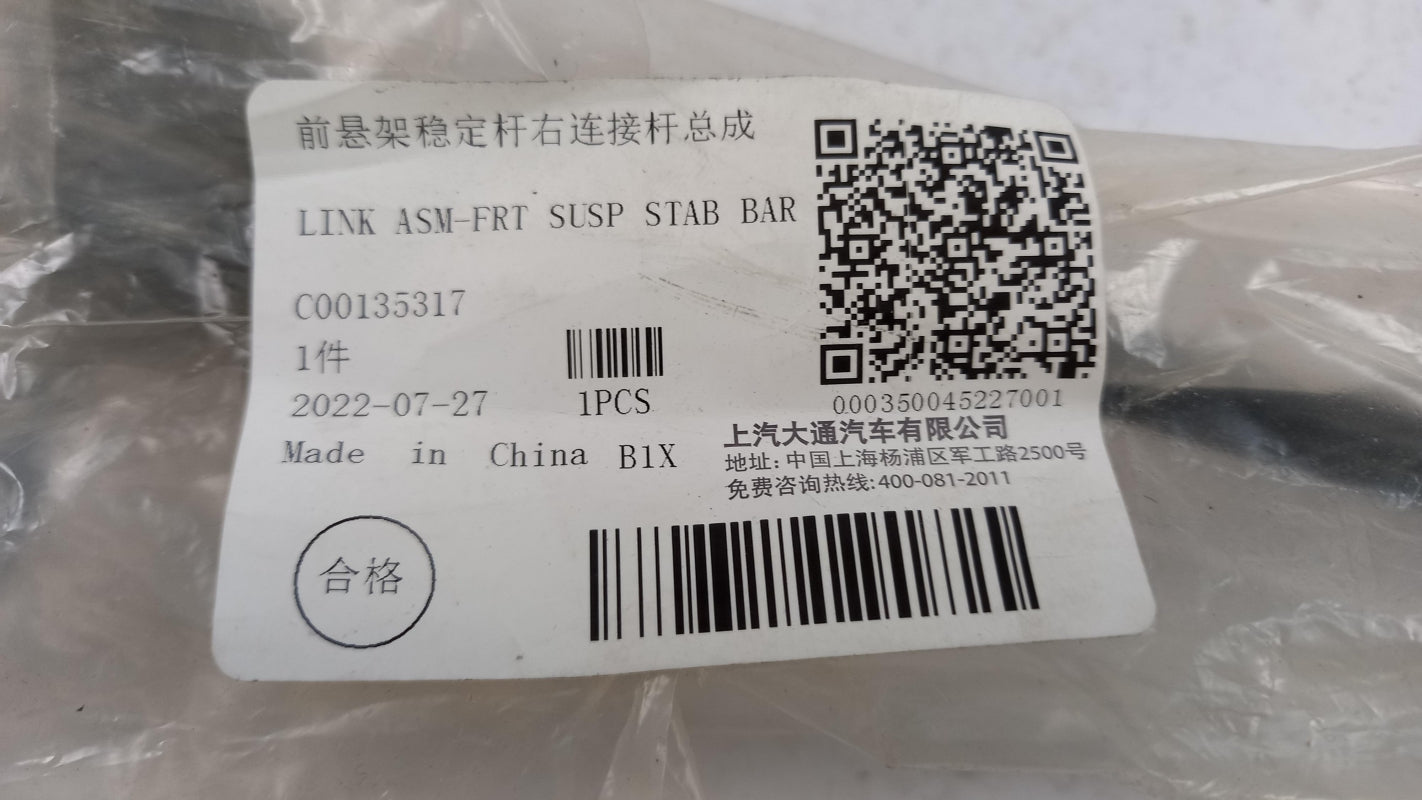 前悬架稳定杆右连接杆总成
LINK ASM-FRT SUSP STAB BAR
C00135317
1件
2022-07-27
1PCS
Made in China B1X
000350045227001
上汽大通汽车有限公司
地址: 中国上海杨浦区军工路2500号
免费咨询热线:400-081-2011
合格